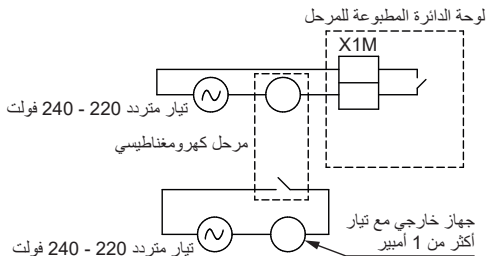 لوحة الدائرة المطبوعة للمرحل
X1M
تيار متردد 220 - 240 فولت
مرحل كهرومغناطيسي
جهاز خارجي مع تيار
أكثر من 1 أمبير
تيار متردد 220 - 240 فولت